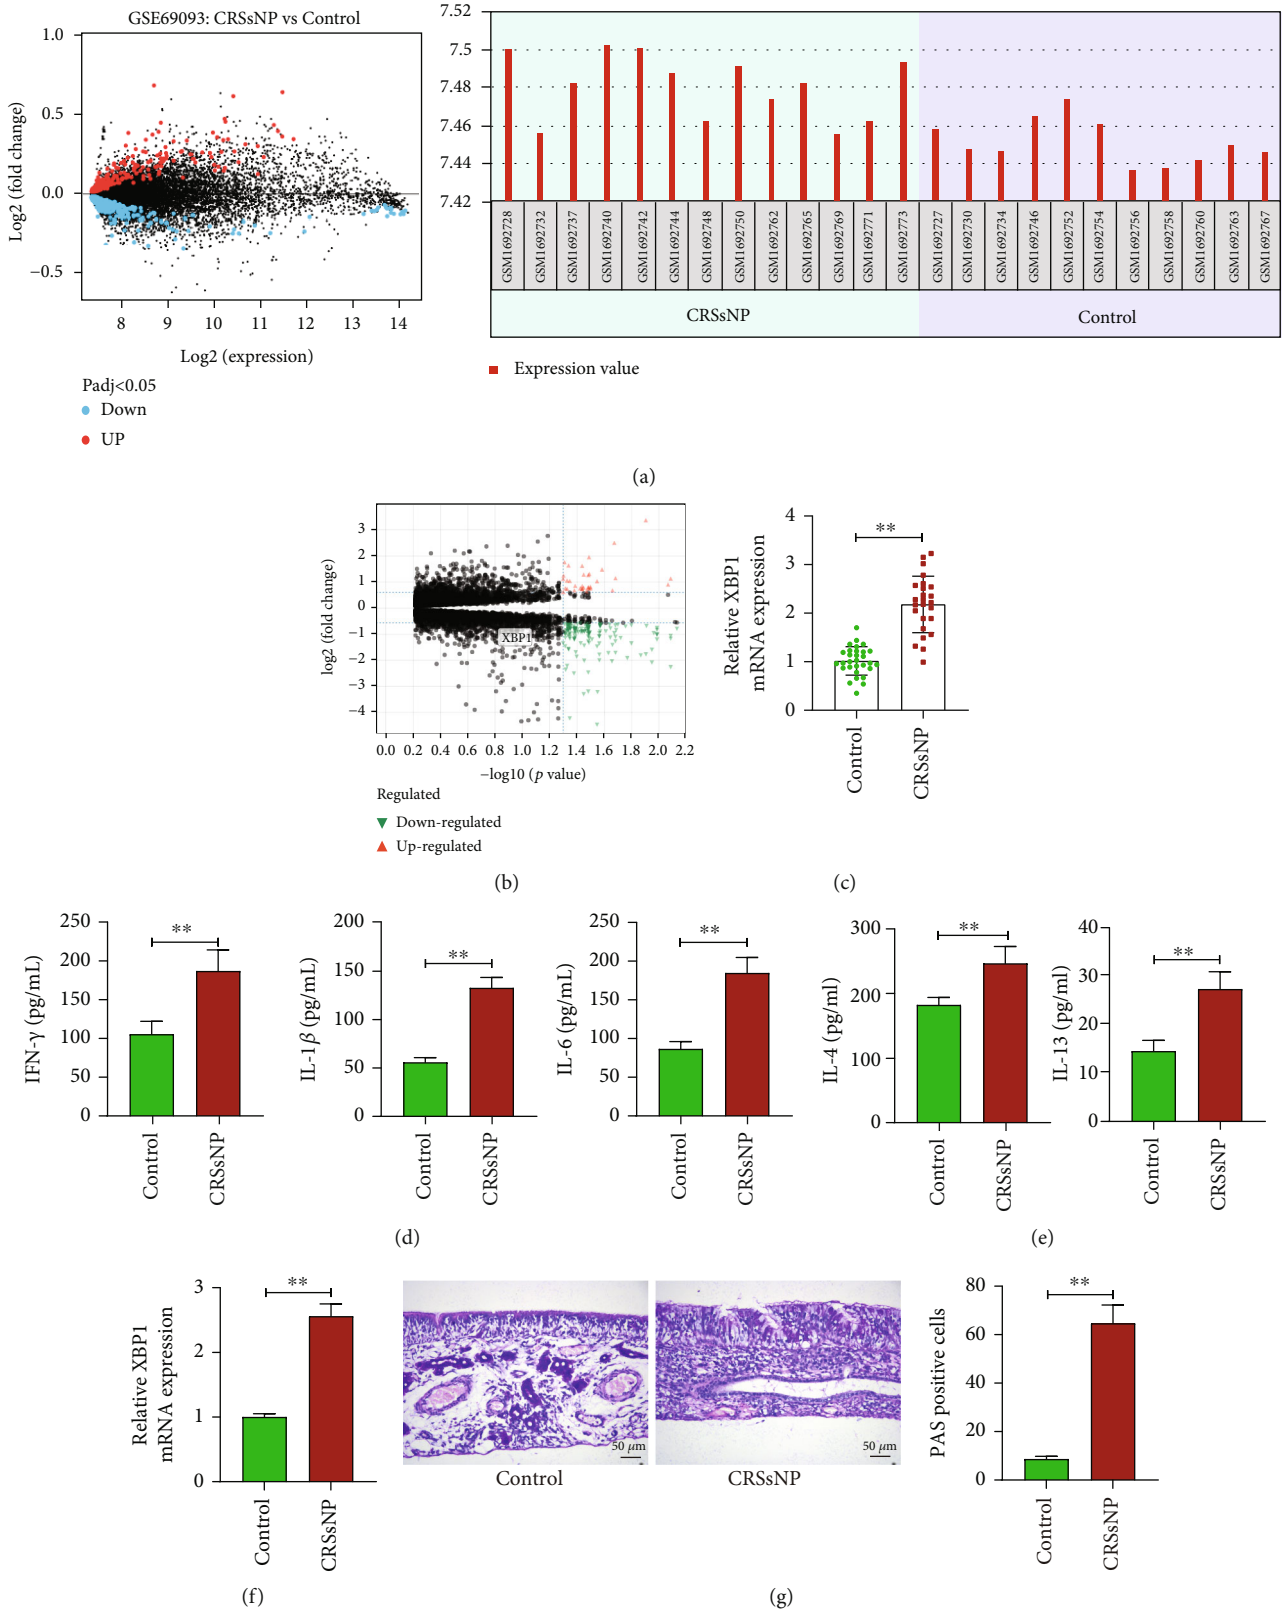 GSE69093: CRSsNP vs Control
1.0
0.5
0.0
−0.5
Log2 (fold change)
8 9 10 11 12 13 14
Log2 (expression)
Padj<0.05
Down
UP
7.52
7.5
7.48
7.46
7.44
7.42
GSM1692728
GSM1692732
GSM1692737
GSM1692740
GSM1692742
GSM1692744
GSM1692748
GSM1692750
GSM1692762
GSM1692765
GSM1692769
GSM1692771
GSM1692773
GSM1692727
GSM1692730
GSM1692734
GSM1692746
GSM1692752
GSM1692754
GSM1692756
GSM1692758
GSM1692760
GSM1692763
GSM1692767
CRSsNP
Control
Expression value
(a)
3
2
1
0
−1
−2
−3
−4
log2 (fold change)
XBP1
0.0 0.2 0.4 0.6 0.8 1.0 1.2 1.4 1.6 1.8 2.0 2.2
−log10 (p value)
Regulated
Down-regulated
Up-regulated
(b)
Relative XBP1
mRNA expression
4
3
2
1
0
**
Control
CRSsNP
(c)
IFN-γ (pg/mL)
250
200
150
100
50
0
**
Control
CRSsNP
IL-1β (pg/mL)
200
150
100
50
0
**
Control
CRSsNP
IL-6 (pg/mL)
250
200
150
100
50
0
**
Control
CRSsNP
(d)
IL-4 (pg/ml)
300
200
100
0
**
Control
CRSsNP
IL-13 (pg/ml)
40
30
20
10
0
**
Control
CRSsNP
(e)
Relative XBP1
mRNA expression
3
2
1
0
**
Control
CRSsNP
(f)
50 μm
Control
50 μm
CRSsNP
PAS positive cells
80
60
40
20
0
**
Control
CRSsNP
(g)